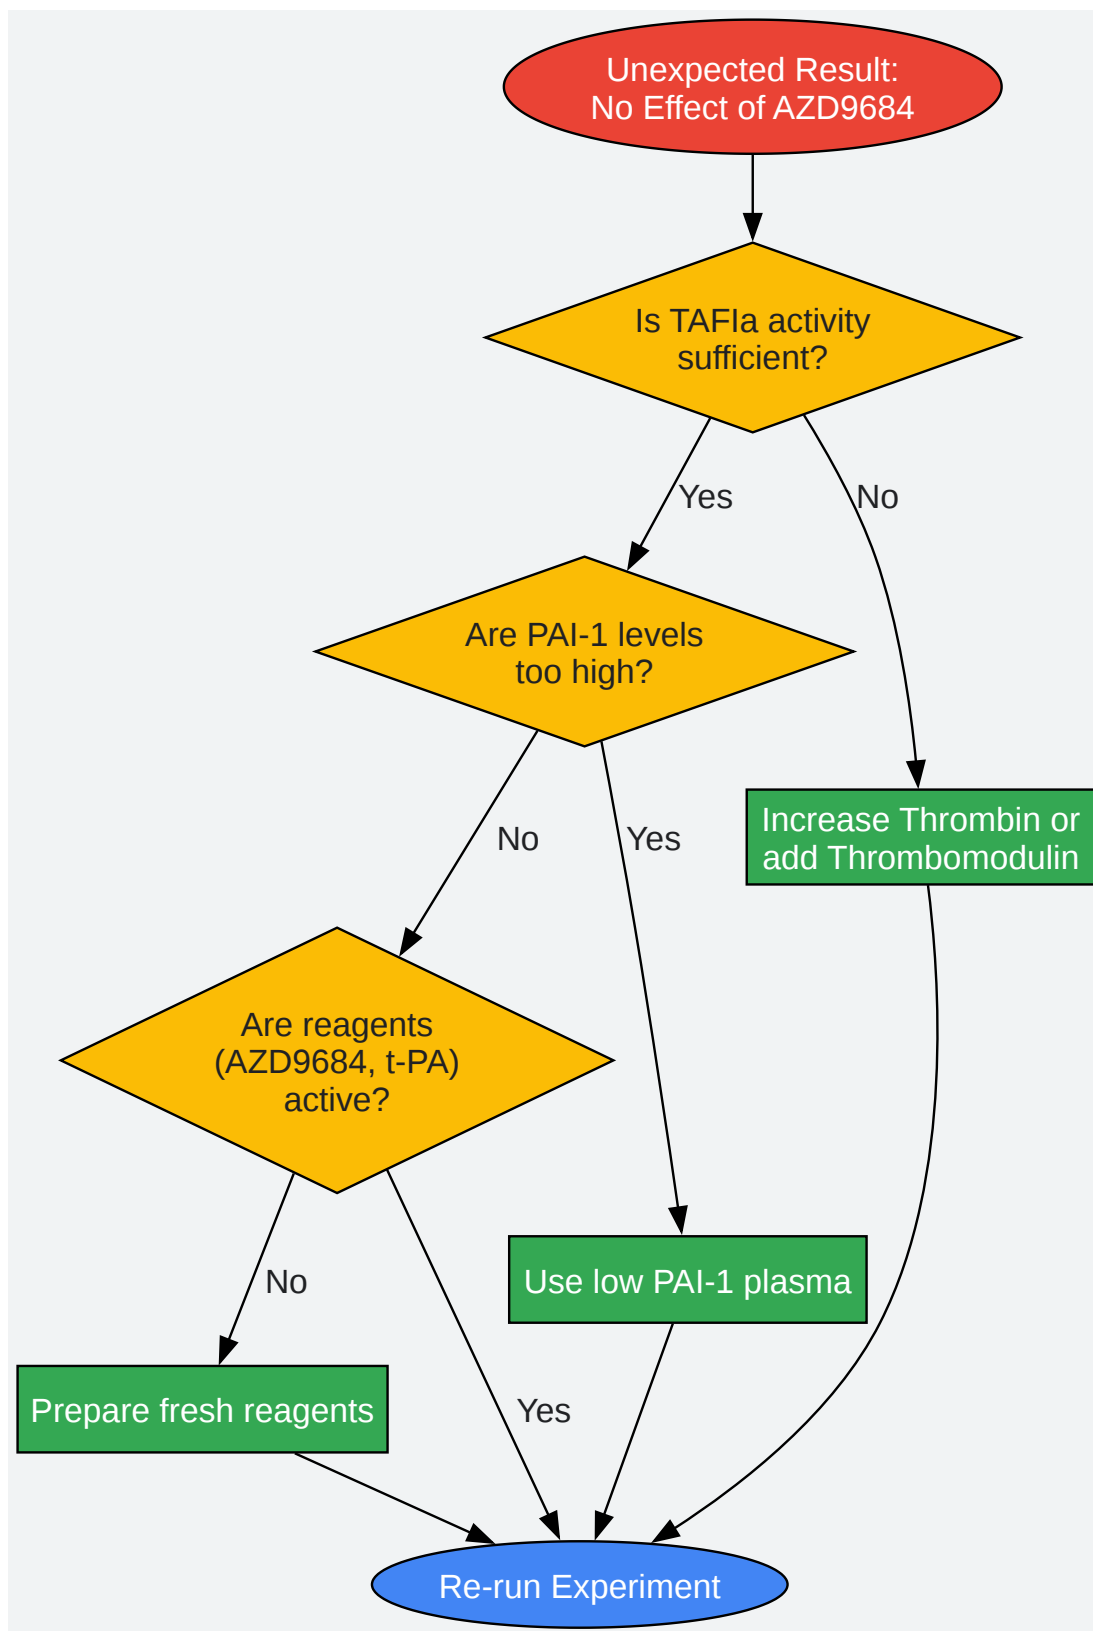 Unexpected Result:
No Effect of AZD9684
Is TAFIa activity
sufficient?
Yes
No
Are PAI-1 levels
too high?
No
Yes
Increase Thrombin or
add Thrombomodulin
Are reagents
(AZD9684, t-PA)
active?
No
Use low PAI-1 plasma
Prepare fresh reagents
Yes
Re-run Experiment